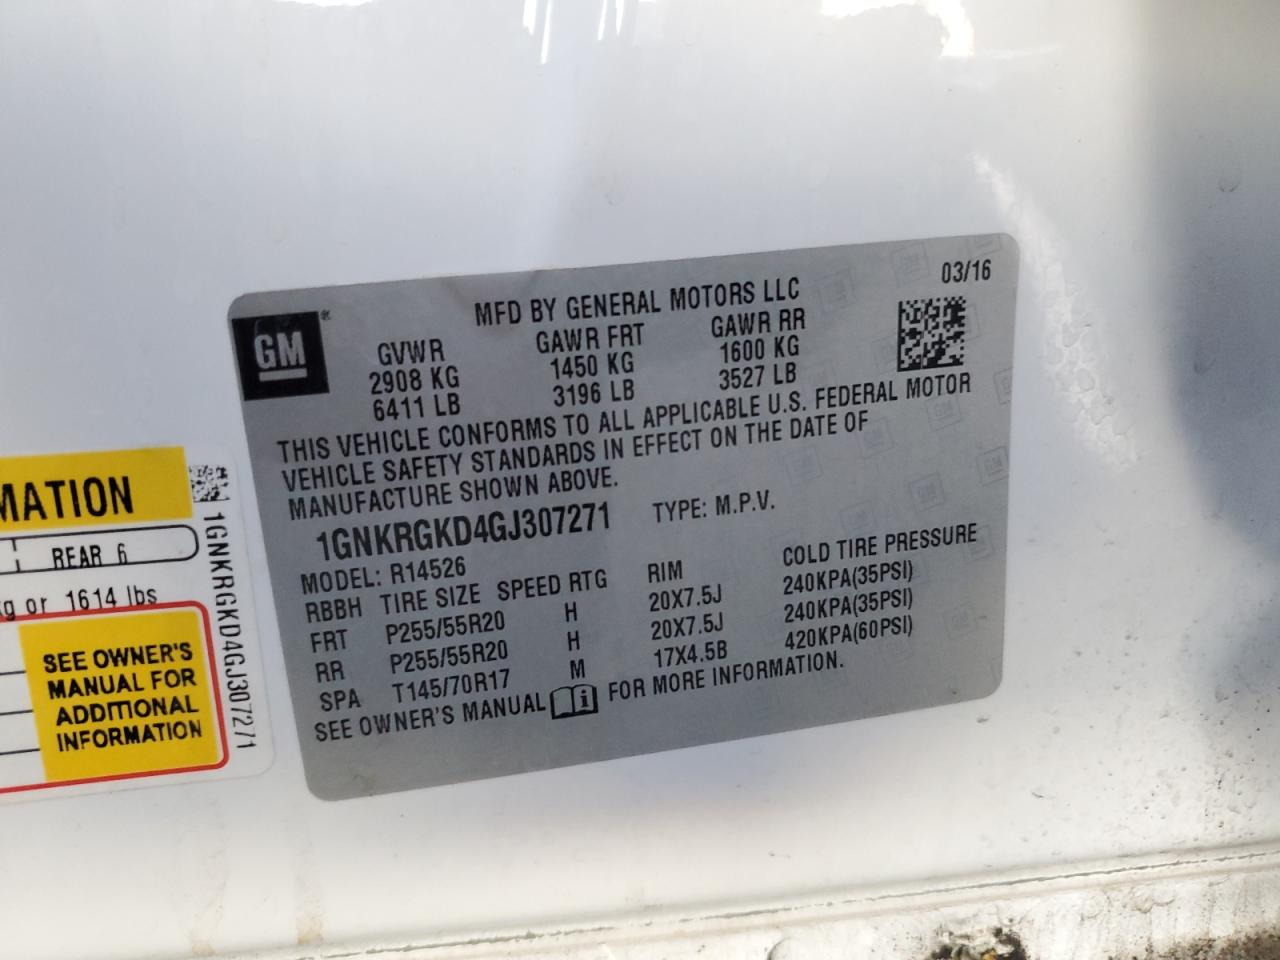 MFD BY GENERAL MOTORS LLC
03/16
GM®
GVWR
2908 KG
6411 LB
GAWR FRT
1450 KG
3196 LB
GAWR RR
1600 KG
3527 LB
THIS VEHICLE CONFORMS TO ALL APPLICABLE U.S. FEDERAL MOTOR
VEHICLE SAFETY STANDARDS IN EFFECT ON THE DATE OF
MANUFACTURE SHOWN ABOVE.
1GNKRGKD4GJ307271 TYPE: M.P.V.
MODEL: R14526
RBBH TIRE SIZE SPEED RTG RIM COLD TIRE PRESSURE
FRT P255/55R20 H 20X7.5J 240KPA(35PSI)
RR P255/55R20 H 20X7.5J 240KPA(35PSI)
SPA T145/70R17 M 17X4.5B 420KPA(60PSI)
SEE OWNER'S MANUAL i FOR MORE INFORMATION.
MATION
REAR 6
kg or 1614 lbs
SEE OWNER'S
MANUAL FOR
ADDITIONAL
INFORMATION
1GNKRGKD4GJ307271